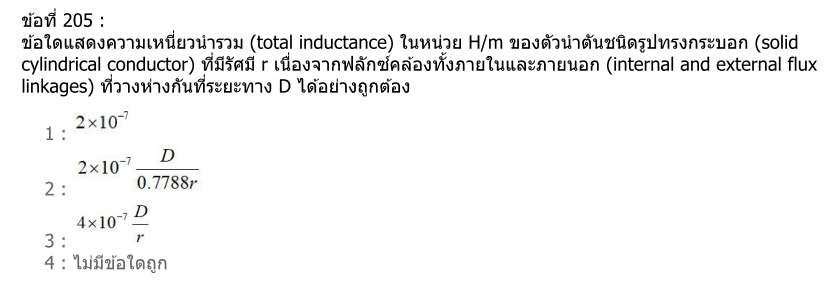 ข้อที่ 205 :
ข้อใดแสดงความเหนี่ยวนำรวม (total inductance) ในหน่วย H/m ของตัวนำตันชนิดรูปทรงกระบอก (solid
cylindrical conductor) ที่มีรัศมี r เนื่องจากฟลักซ์คล้องทั้งภายในและภายนอก (internal and external flux
linkages) ที่วางห่างกันที่ระยะทาง D ได้อย่างถูกต้อง
1 : 2×10⁻⁷
2 : 2×10⁻⁷ D/0.7788r
3 : 4×10⁻⁷ D/r
4 : ไม่มีข้อใดถูก